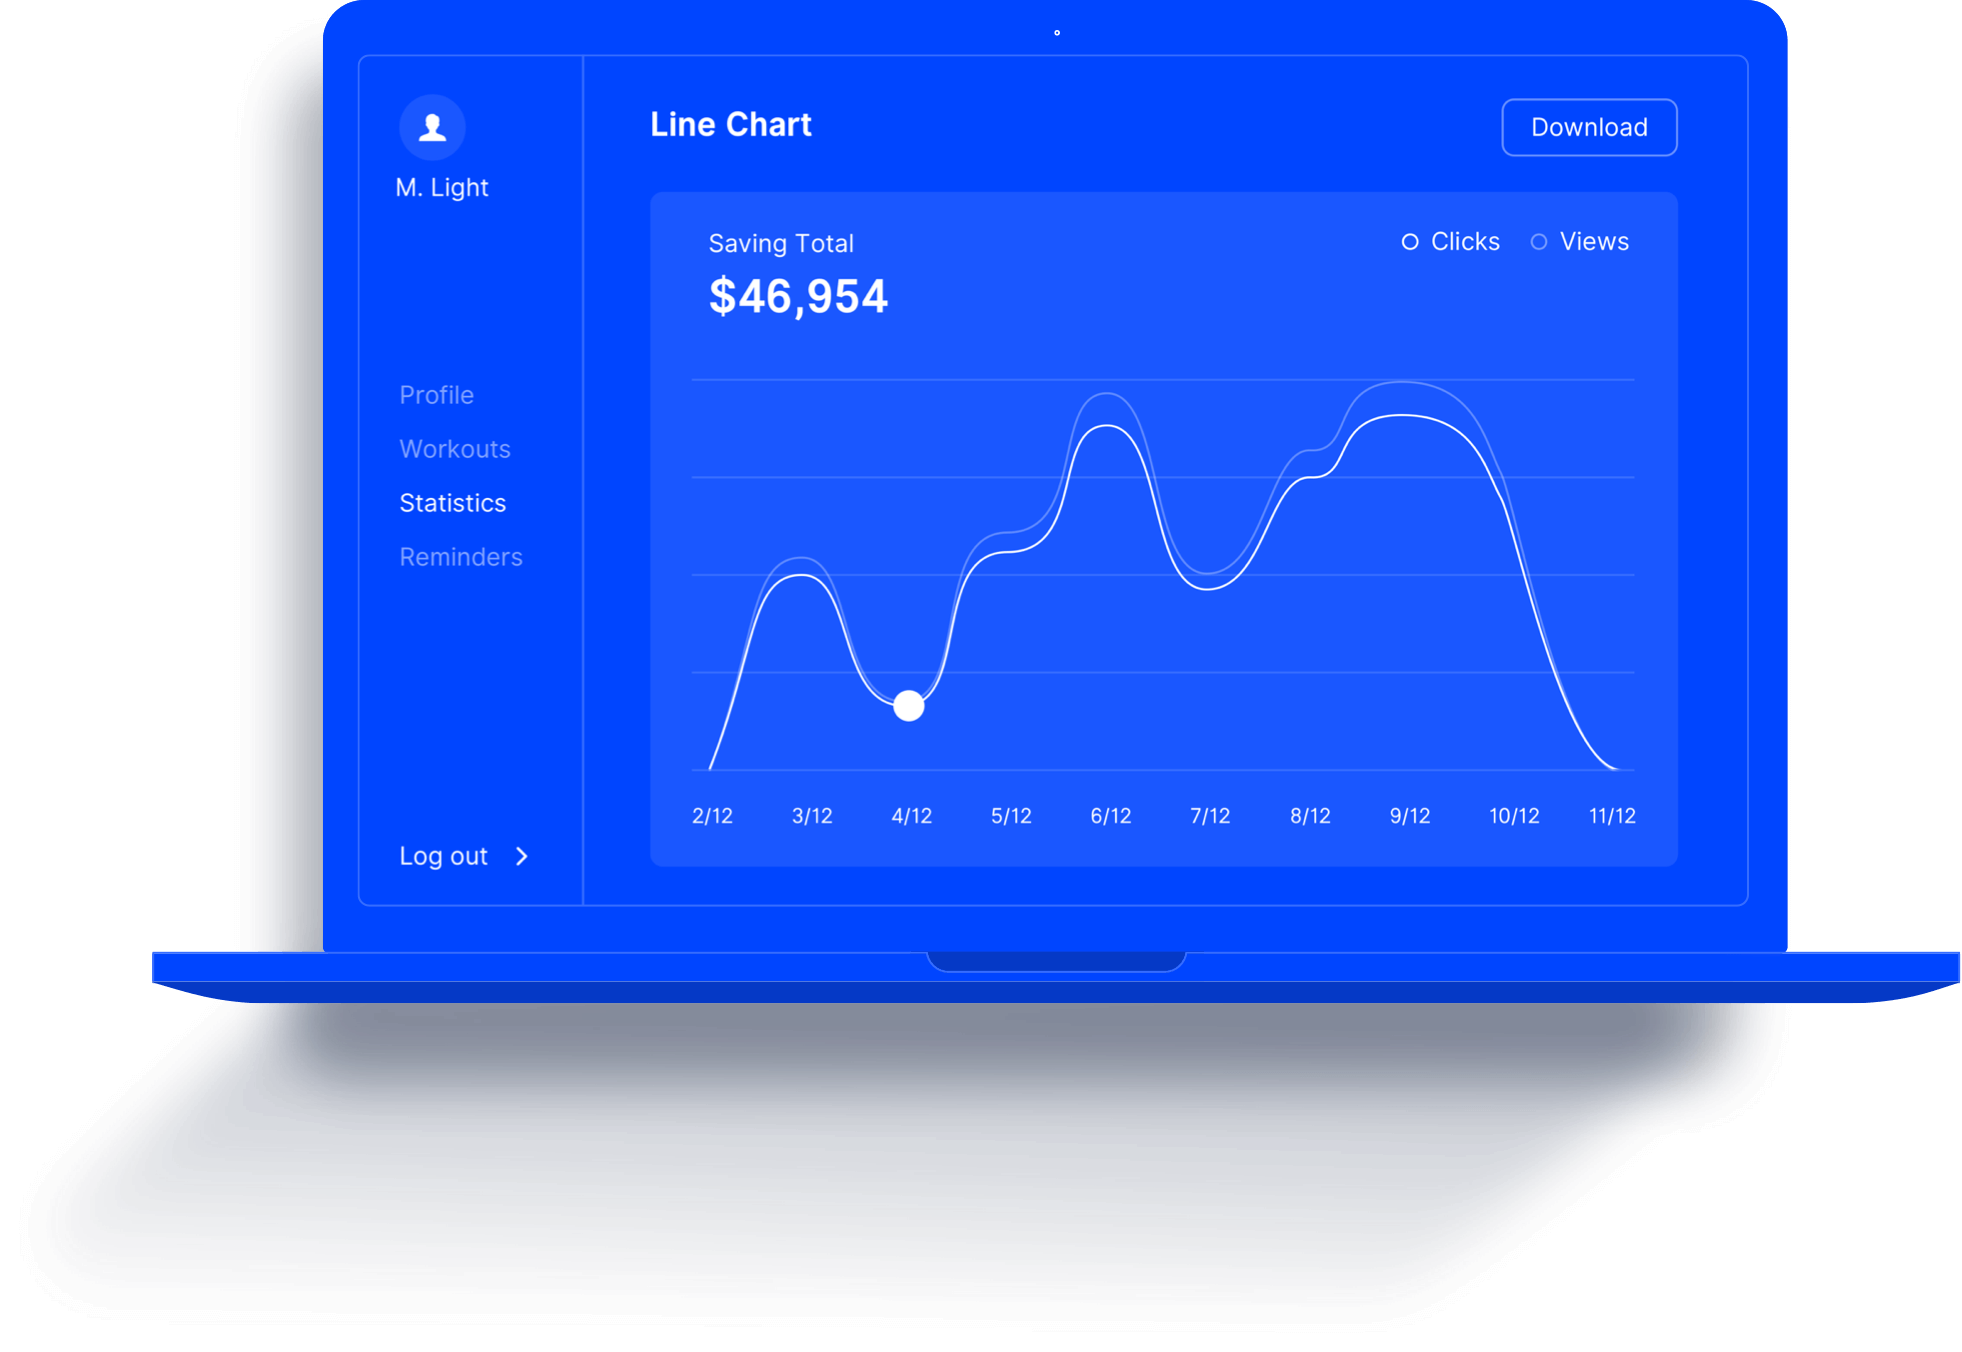 M. Light
Profile
Workouts
Statistics
Reminders
Log out
Line Chart
Download
Saving Total
$46,954
Clicks
Views
2/12 3/12 4/12 5/12 6/12 7/12 8/12 9/12 10/12 11/12